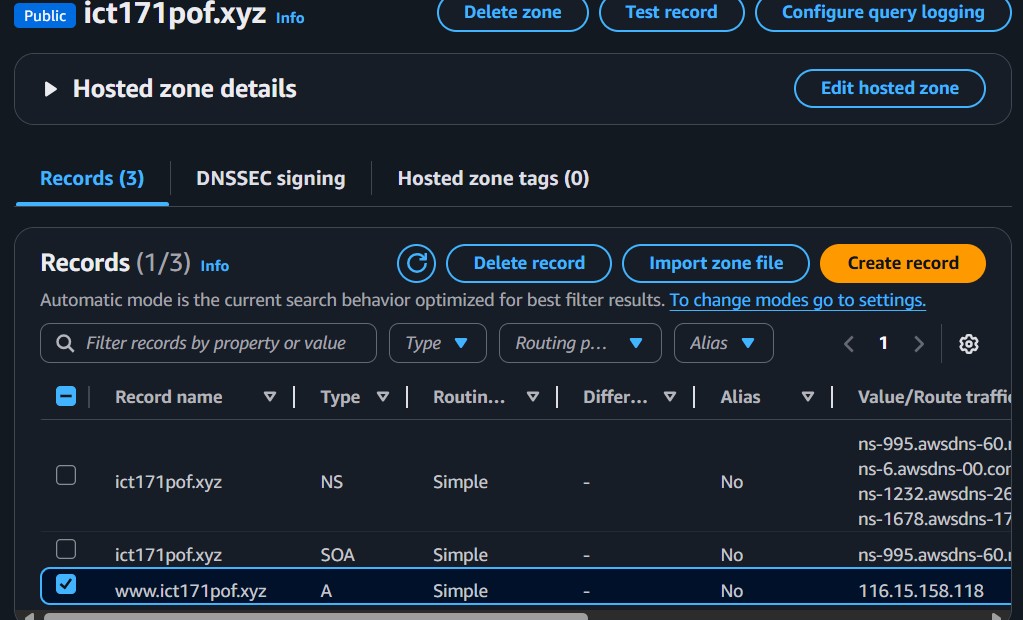 Public ict171pof.xyz Info
Delete zone Test record Configure query logging
Hosted zone details Edit hosted zone
Records (3) DNSSEC signing Hosted zone tags (0)
Records (1/3) Info Delete record Import zone file Create record
Automatic mode is the current search behavior optimized for best filter results. To change modes go to settings.
Filter records by property or value Type Routing p... Alias 1
Record name Type Routin... Differ... Alias Value/Route traffi
ict171pof.xyz NS Simple - No
ns-995.awsdns-60.
ns-6.awsdns-00.co
ns-1232.awsdns-26
ns-1678.awsdns-17
ict171pof.xyz SOA Simple - No ns-995.awsdns-60.
www.ict171pof.xyz A Simple - No 116.15.158.118